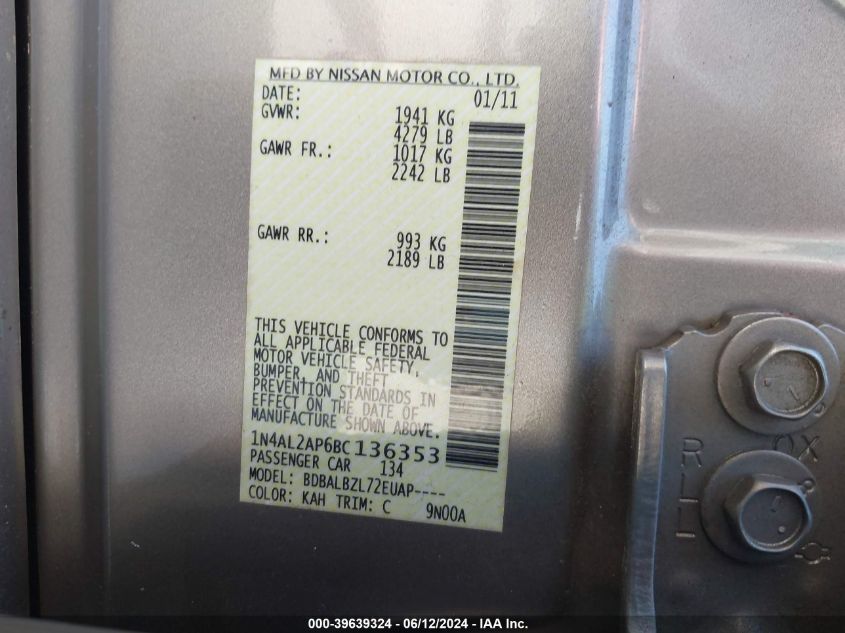 MFD BY NISSAN MOTOR CO., LTD.
DATE: 01/11
GVWR: 1941 KG
4279 LB
GAWR FR.: 1017 KG
2242 LB
GAWR RR.: 993 KG
2189 LB
THIS VEHICLE CONFORMS TO
ALL APPLICABLE FEDERAL
MOTOR VEHICLE SAFETY,
BUMPER, AND THEFT
PREVENTION STANDARDS IN
EFFECT ON THE DATE OF
MANUFACTURE SHOWN ABOVE.
1N4AL2AP6BC136353
PASSENGER CAR 134
MODEL: BDBALBZL72EUAP----
COLOR: KAH TRIM: C 9N00A
OX
RLL
000-39639324 - 06/12/2024 - IAA Inc.